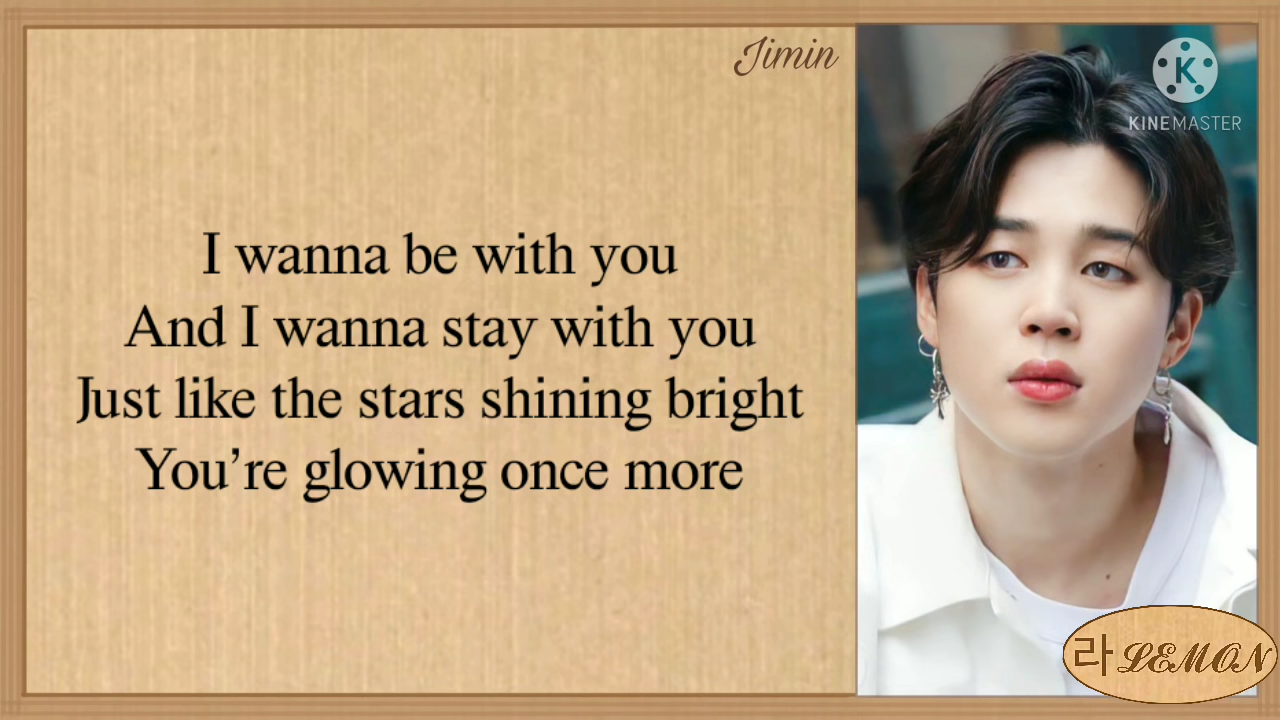 Jimin
K
KINEMASTER
I wanna be with you
And I wanna stay with you
Just like the stars shining bright
You're glowing once more
라 LEMON